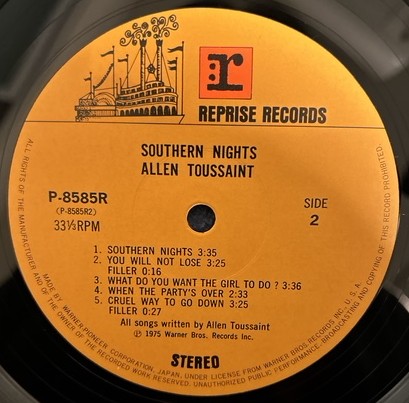 r
REPRISE RECORDS
SOUTHERN NIGHTS
ALLEN TOUSSAINT
P-8585R
(P-8585R2)
33⅓RPM
SIDE
2
1. SOUTHERN NIGHTS 3:35
2. YOU WILL NOT LOSE 3:25
FILLER 0:16
3. WHAT DO YOU WANT THE GIRL TO DO ? 3:36
4. WHEN THE PARTY'S OVER 2:33
5. CRUEL WAY TO GO DOWN 3:25
FILLER 0:27
All songs written by Allen Toussaint
Ⓟ 1975 Warner Bros. Records Inc.
STEREO
MADE BY WARNER-PIONEER CORPORATION, JAPAN, UNDER LICENSE FROM WARNER BROS. RECORDS INC., U. S. A.
ALL RIGHTS OF THE MANUFACTURER AND OF THE OWNER OF THE RECORDED WORK RESERVED. UNAUTHORIZED PUBLIC PERFORMANCE, BROADCASTING AND COPYING OF THIS RECORD PROHIBITED.